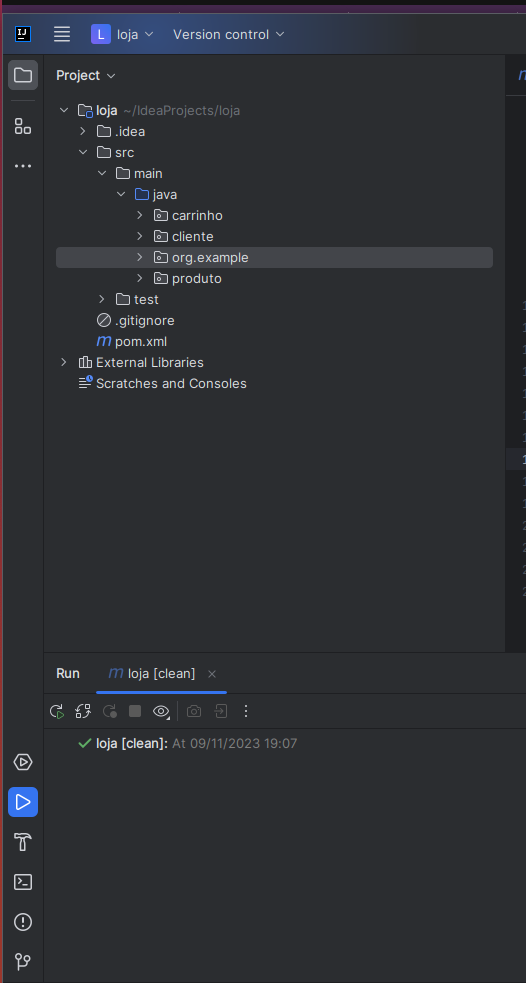 IJ
L loja Version control
Project
loja ~/IdeaProjects/loja
.idea
src
main
java
carrinho
cliente
org.example
produto
test
.gitignore
m pom.xml
External Libraries
Scratches and Consoles
Run m loja [clean]
loja [clean]: At 09/11/2023 19:07